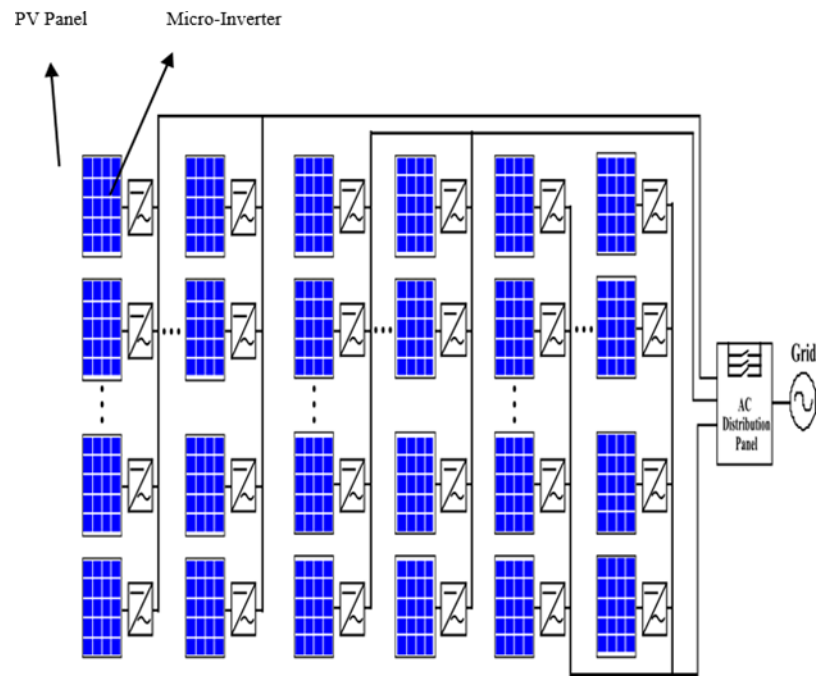 PV Panel
Micro-Inverter
Grid
AC
Distribution
Panel